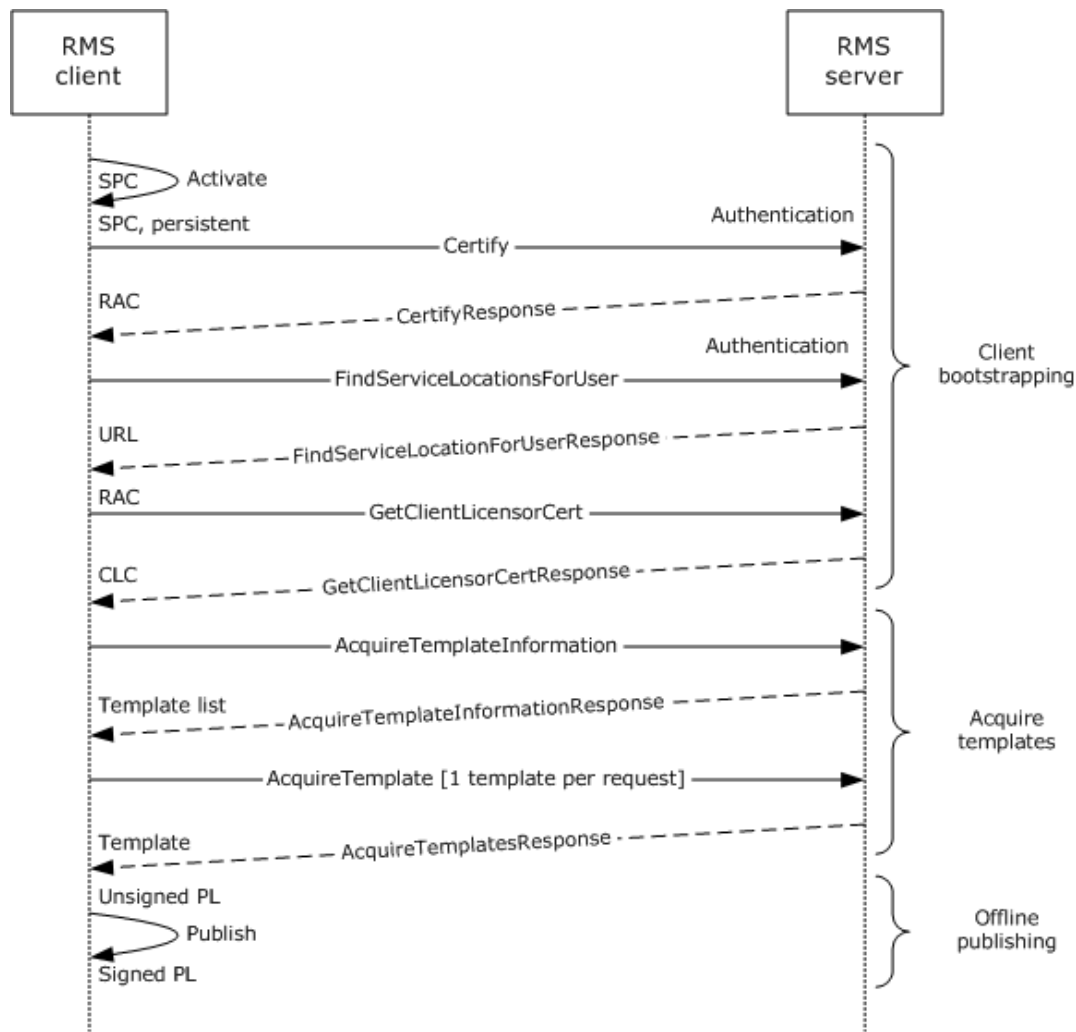 RMS
client
RMS
server
SPC
Activate
SPC, persistent
Authentication
Certify
RAC
CertifyResponse
Authentication
FindServiceLocationsForUser
Client
bootstrapping
URL
FindServiceLocationForUserResponse
RAC
GetClientLicensorCert
CLC
GetClientLicensorCertResponse
AcquireTemplateInformation
Template list
AcquireTemplateInformationResponse
Acquire
templates
AcquireTemplate [1 template per request]
Template
AcquireTemplatesResponse
Unsigned PL
Publish
Offline
publishing
Signed PL